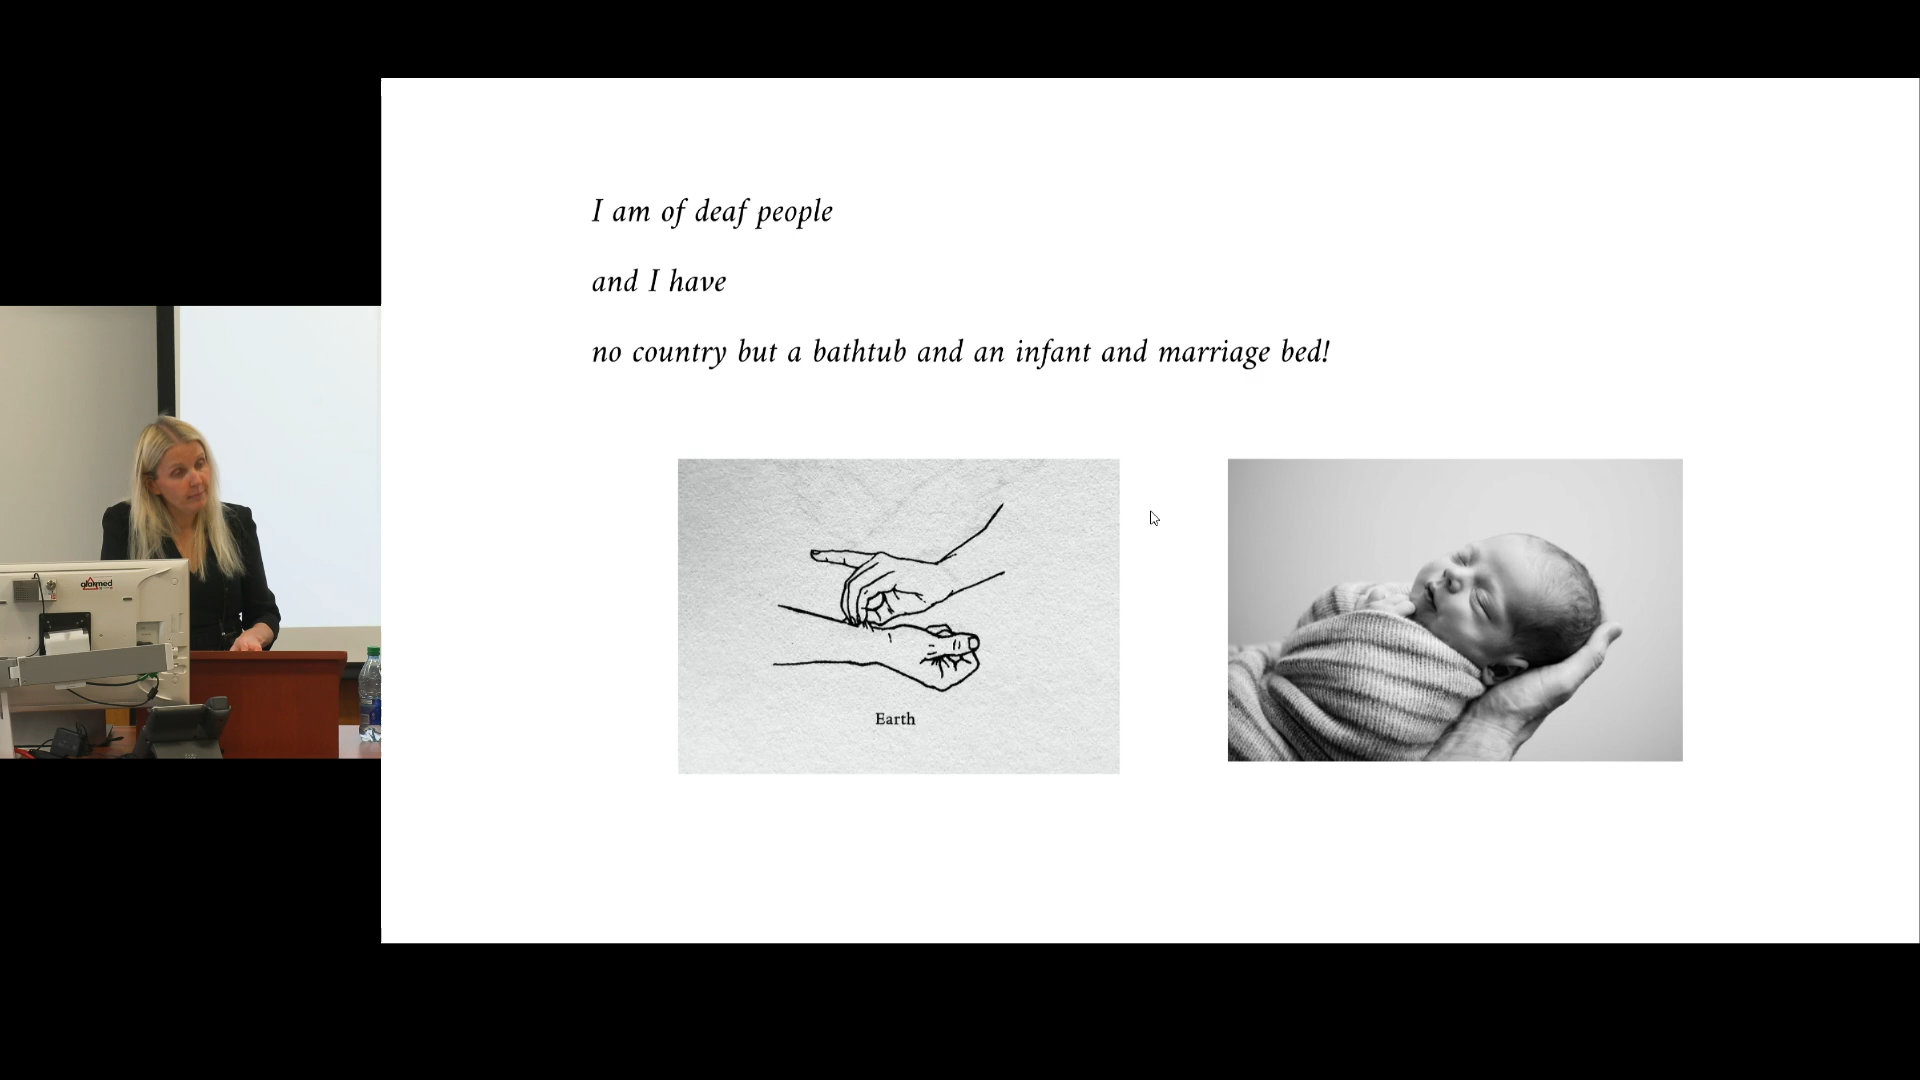 I am of deaf people
and I have
no country but a bathtub and an infant and marriage bed!
Earth